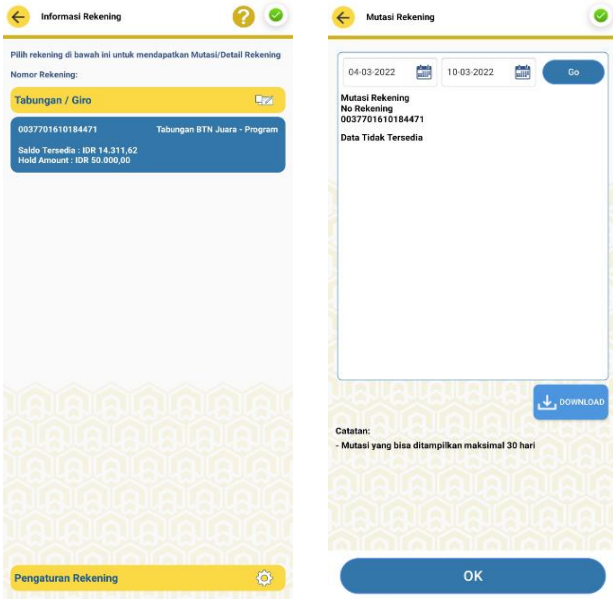 Informasi Rekening
Pilih rekening di bawah ini untuk mendapatkan Mutasi/Detail Rekening
Nomor Rekening:
Tabungan / Giro
0037701610184471 Tabungan BTN Juara - Program
Saldo Tersedia : IDR 14.311,62
Hold Amount : IDR 50.000,00
Pengaturan Rekening
Mutasi Rekening
04-03-2022 10-03-2022 Go
Mutasi Rekening
No Rekening
0037701610184471
Data Tidak Tersedia
DOWNLOAD
Catatan:
- Mutasi yang bisa ditampilkan maksimal 30 hari
OK